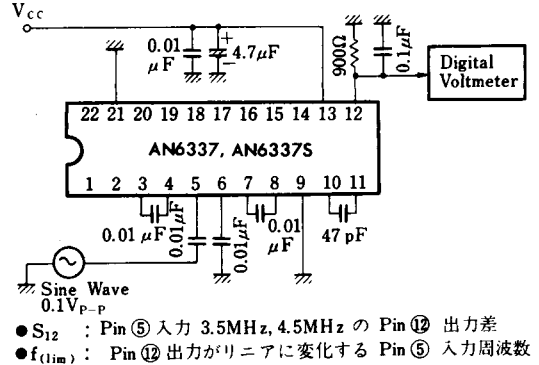 Vcc
0.01
μF
+
4.7μF
−
900Ω
0.1μF
Digital
Voltmeter
22 21 20 19 18 17 16 15 14 13 12
AN6337, AN6337S
1 2 3 4 5 6 7 8 9 10 11
0.01 μF
0.01μF
0.01μF
0.01
μF
47 pF
Sine Wave
0.1VP−P
●S12 : Pin ⑤ 入力 3.5MHz, 4.5MHz の Pin ⑫ 出力差
●f(lim) : Pin ⑫ 出力がリニアに変化する Pin ⑤ 入力周波数